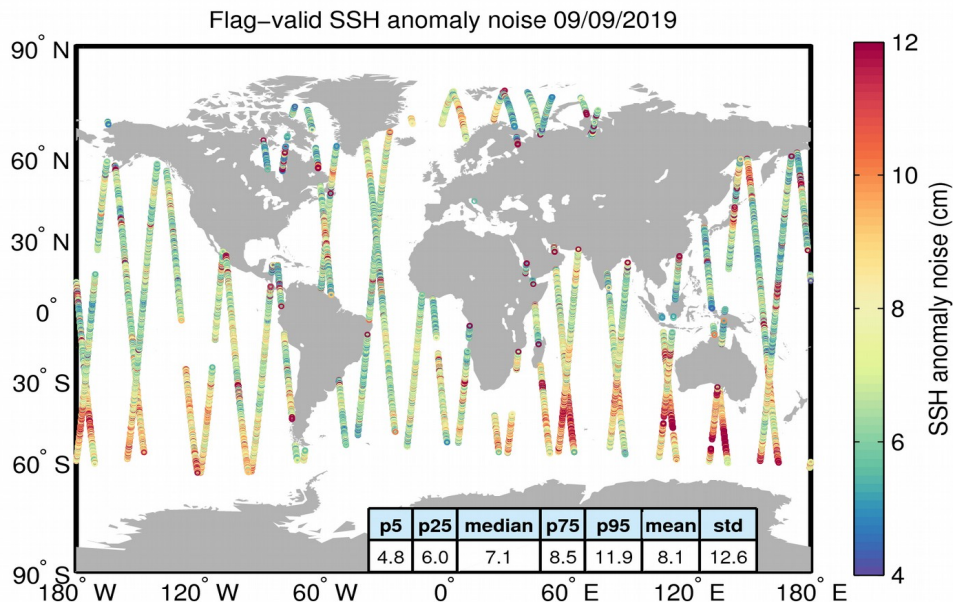 Flag−valid SSH anomaly noise 09/09/2019
90° N
60° N
30° N
0°
30° S
60° S
90° S
180° W
120° W
60° W
0°
60° E
120° E
180° E
p5 p25 median p75 p95 mean std
4.8 6.0 7.1 8.5 11.9 8.1 12.6
12
10
8
6
4
SSH anomaly noise (cm)